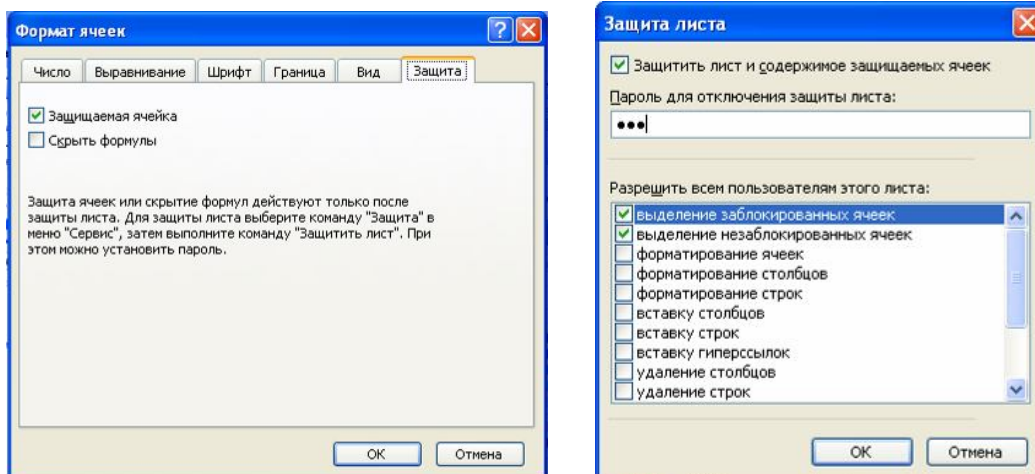 Формат ячеек
Число
Выравнивание
Шрифт
Граница
Вид
Защита
Защищаемая ячейка
Скрыть формулы
Защита ячеек или скрытие формул действуют только после
защиты листа. Для защиты листа выберите команду "Защита" в
меню "Сервис", затем выполните команду "Защитить лист". При
этом можно установить пароль.
ОК
Отмена
Защита листа
Защитить лист и содержимое защищаемых ячеек
Пароль для отключения защиты листа:
•••
Разрешить всем пользователям этого листа:
выделение заблокированных ячеек
выделение незаблокированных ячеек
форматирование ячеек
форматирование столбцов
форматирование строк
вставку столбцов
вставку строк
вставку гиперссылок
удаление столбцов
удаление строк
ОК
Отмена